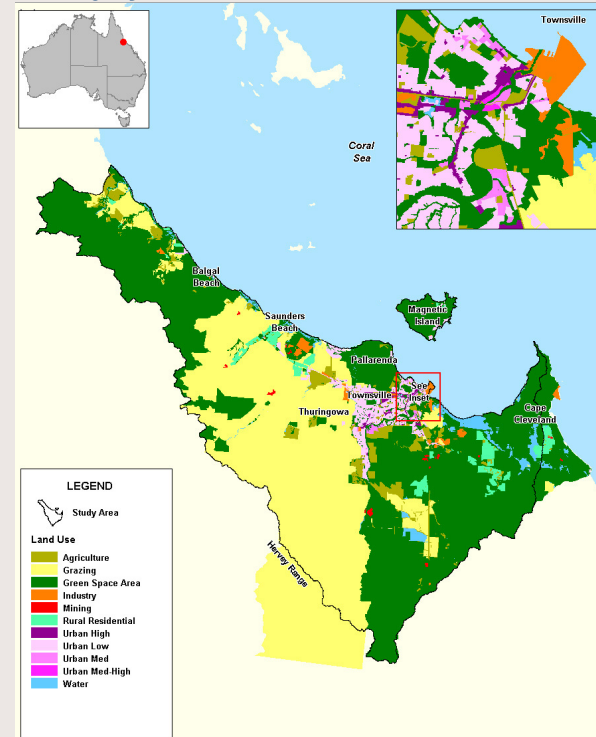 Townsville
Coral
Sea
Balgal
Beach
Saunders
Beach
Magnetic
Island
Pallarenda
See
Inset
Townsville
Thuringowa
Cape
Cleveland
Hervey Range
LEGEND
Study Area
Land Use
Agriculture
Grazing
Green Space Area
Industry
Mining
Rural Residential
Urban High
Urban Low
Urban Med
Urban Med-High
Water